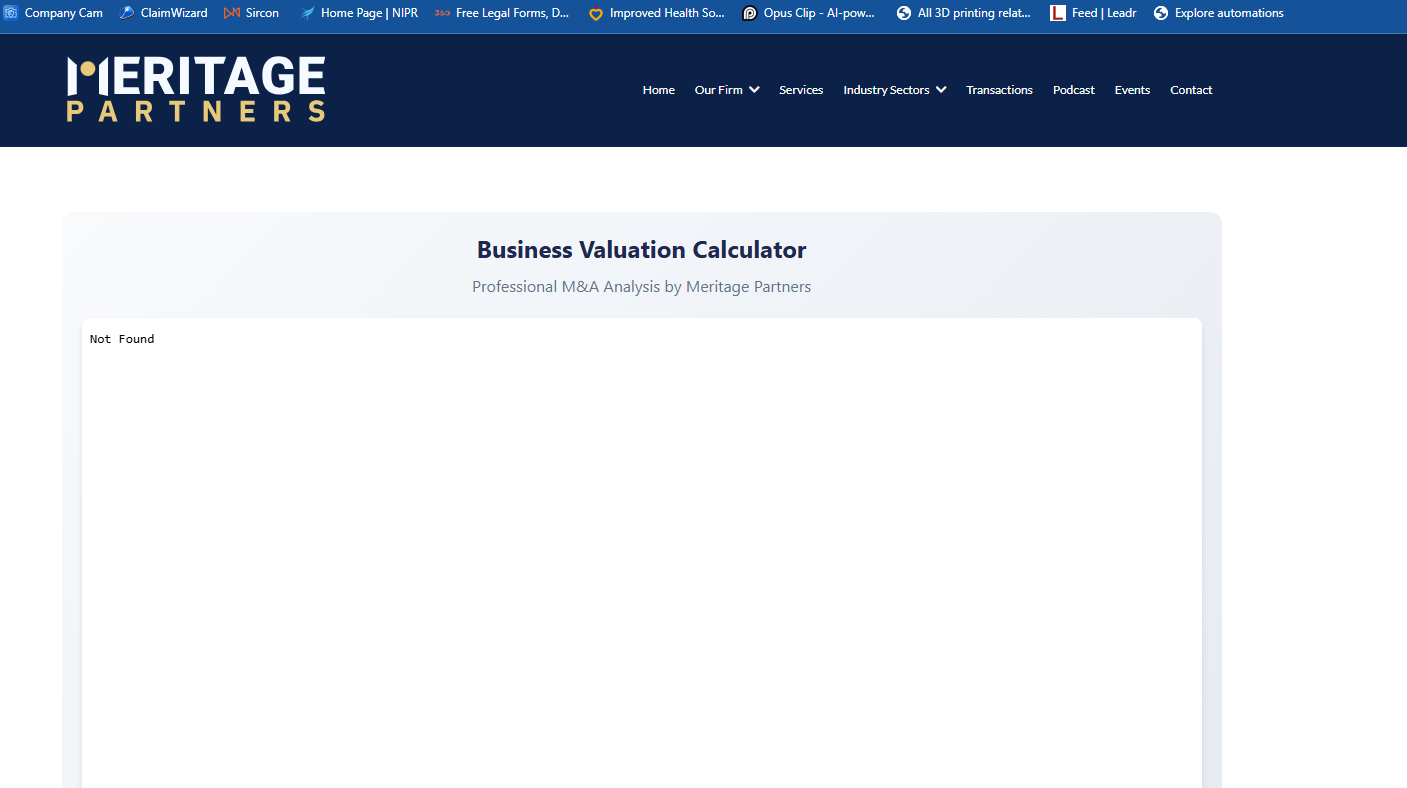 Company Cam ClaimWizard Sircon Home Page | NIPR 360 Free Legal Forms, D... Improved Health So... Opus Clip - AI-pow... All 3D printing relat... L Feed | Leadr Explore automations
MERITAGE
PARTNERS
Home Our Firm Services Industry Sectors Transactions Podcast Events Contact
Business Valuation Calculator
Professional M&A Analysis by Meritage Partners
Not Found